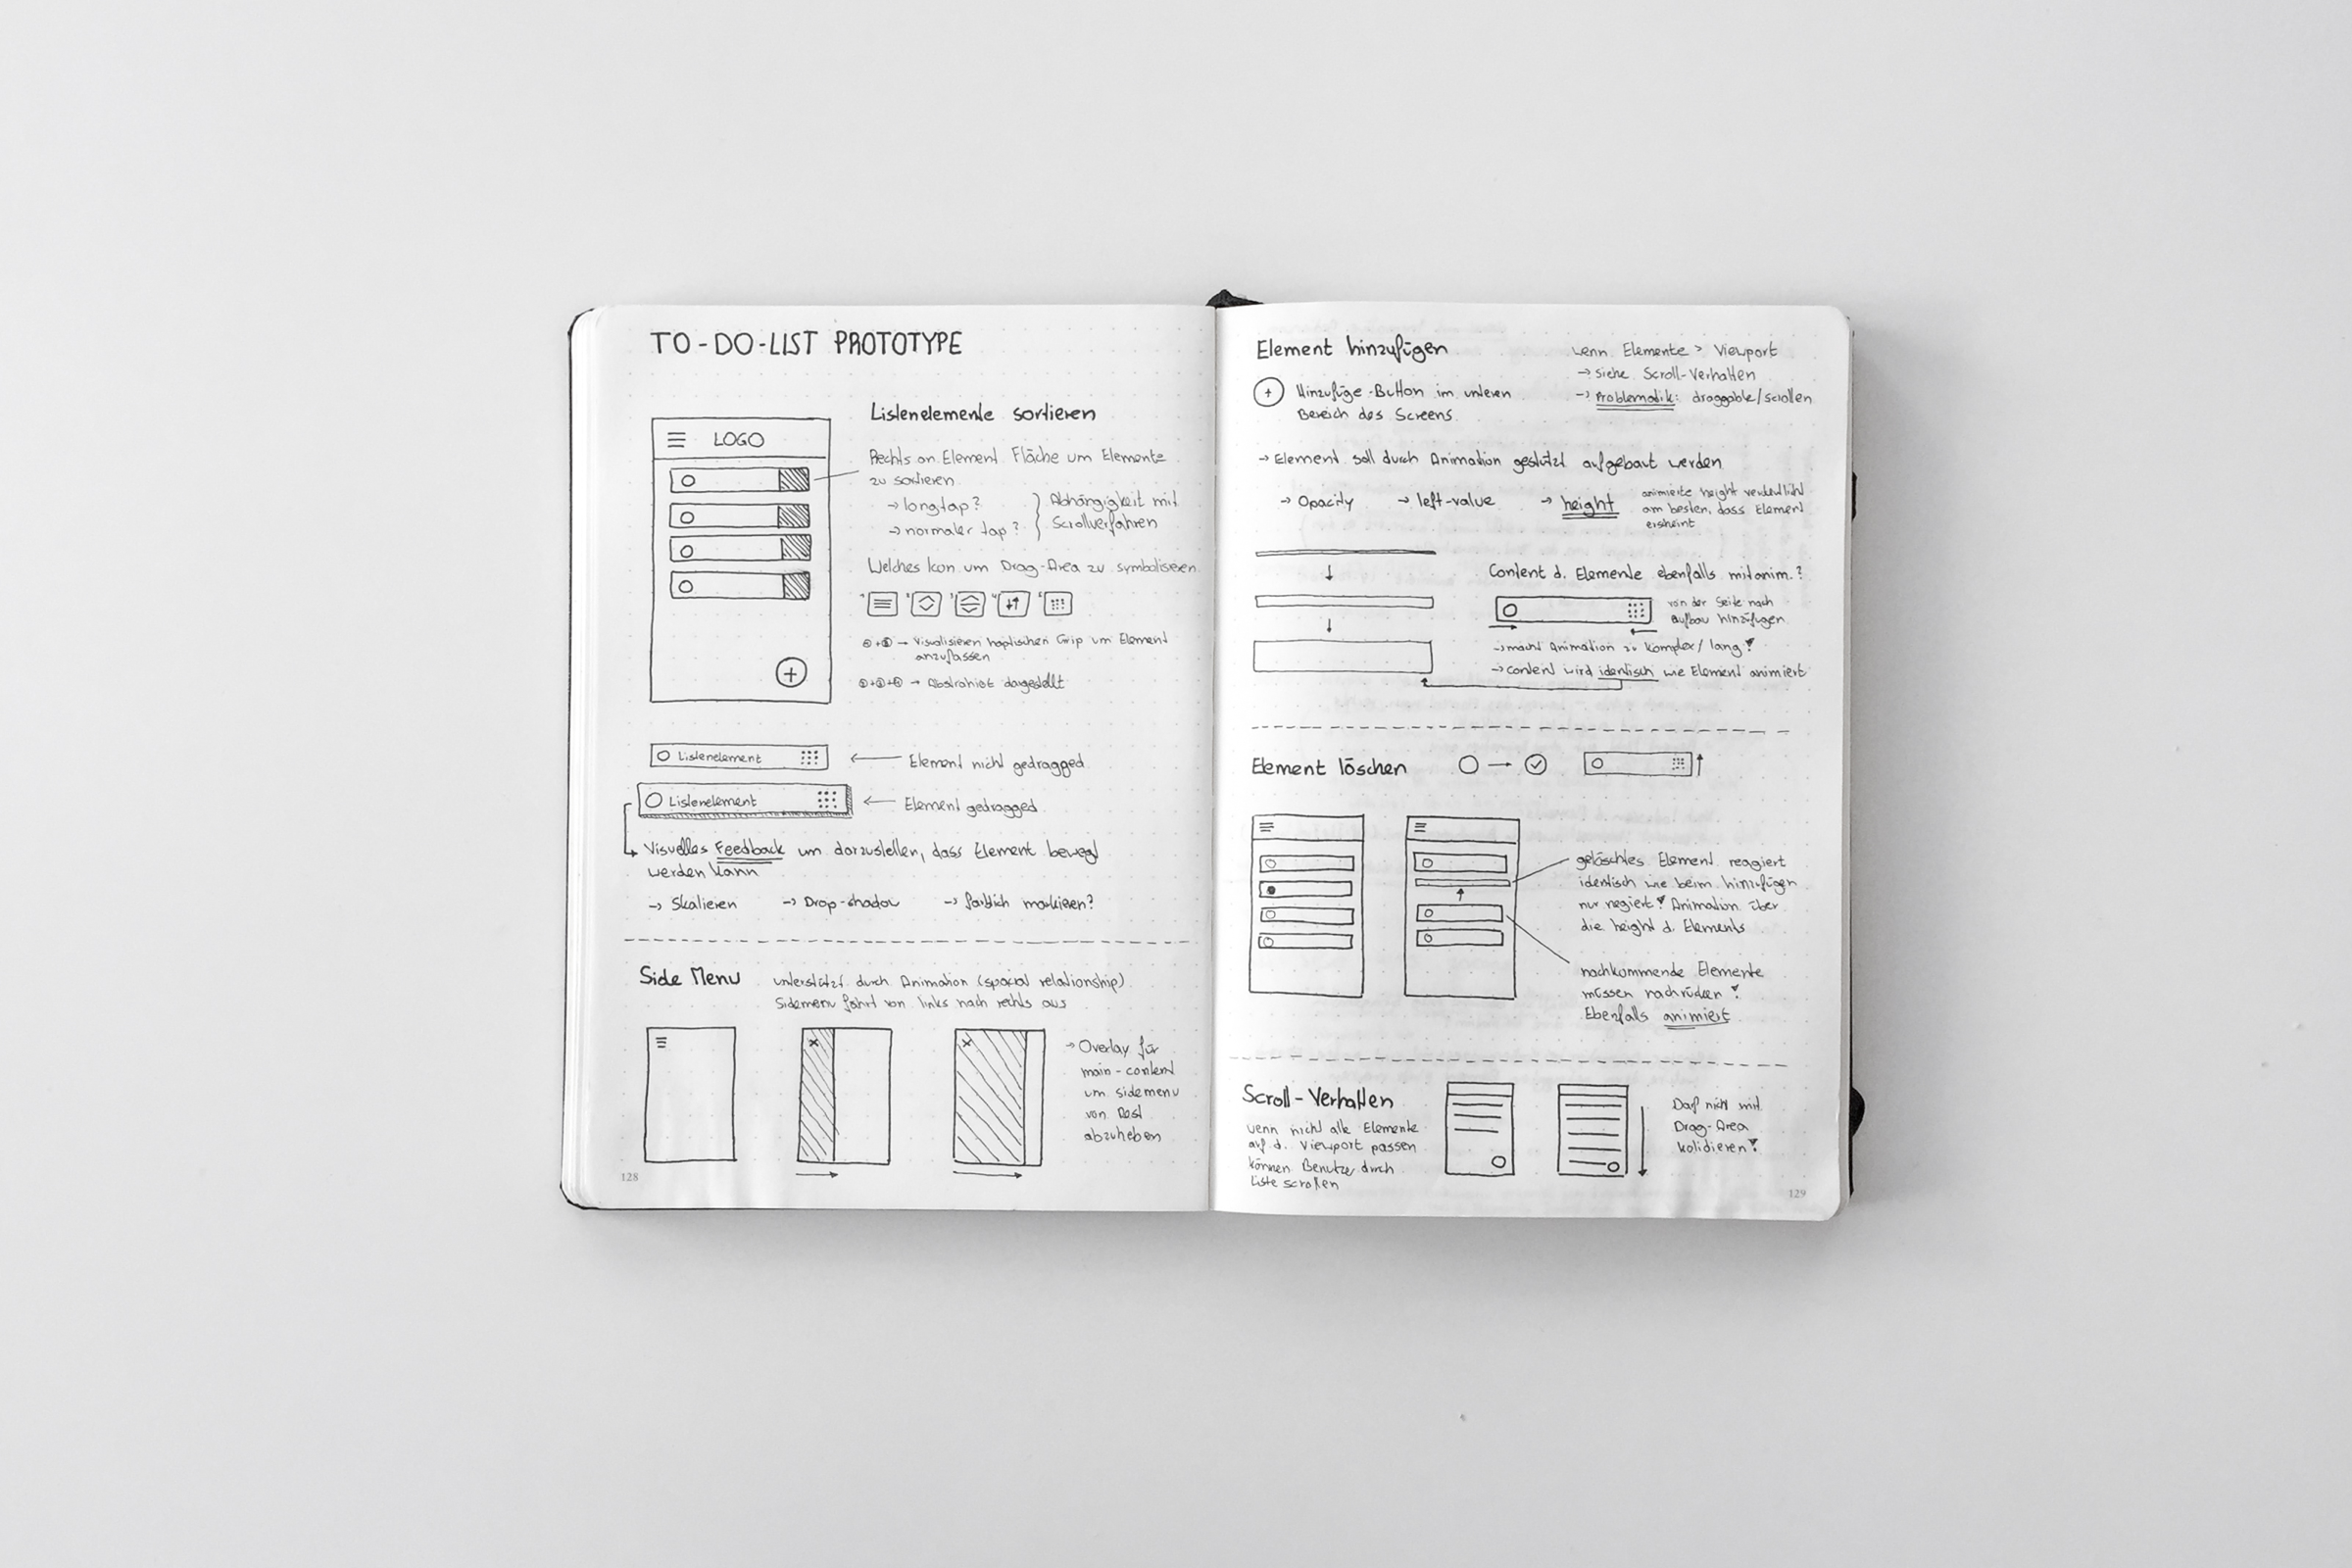 TO-DO-LIST PROTOTYPE
LOGO
Listenelemente sortieren
Rechts an Element Fläche um Elemente
zu sortieren
→ longtap?
→ normaler tap?
Abhängigkeit mit
Scrollverfahren
Welches Icon um Drag-Area zu symbolisieren
→ Visualisieren haptischen Grip um Element
anzufassen
→ Abstrahiert dargestellt
Listenelement
← Element nicht gedragged
Listenelement
← Element gedragged
Visuelles Feedback um darzustellen, dass Element bewegt
werden kann
→ Skalieren → Drop-shadow → farblich markieren?
Side Menu
unterstützt durch Animation (spacial relationship)
Sidemenu fährt von links nach rechts aus
→ Overlay für
main-content
um sidemenu
von Rest
abzuheben
128
Element hinzufügen
+ Hinzufüge-Button im unteren
Bereich des Screens
wenn Elemente > Viewport
→ siehe Scroll-Verhalten
→ Problematik: draggable/scrollen
→ Element soll durch Animation gestützt aufgebaut werden
→ Opacity → left-value → height
animierte height verdeutlicht
am besten, dass Element
erscheint
Content d. Elemente ebenfalls mitanim.?
von der Seite nach
aufbau hinzufügen
→ macht Animation zu komplex/lang!
→ content wird identisch wie Element animiert
Element löschen
gelöschtes Element reagiert
identisch wie beim hinzufügen
nur negiert! Animation über
die height d. Elements
nachkommende Elemente
müssen nachrücken!
Ebenfalls animiert
Scroll-Verhalten
wenn nicht alle Elemente
auf d. Viewport passen
können Benutzer durch
Liste scrollen
Darf nicht mit
Drag-Area
kolidieren!
129